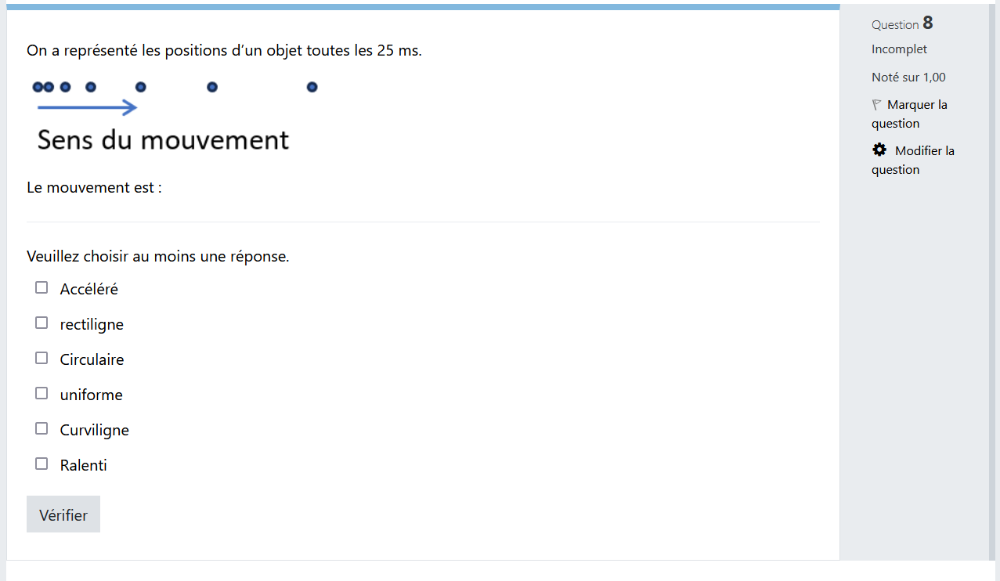 On a représenté les positions d’un objet toutes les 25 ms.
Sens du mouvement
Le mouvement est :
Veuillez choisir au moins une réponse.
Accéléré
rectiligne
Circulaire
uniforme
Curviligne
Ralenti
Vérifier
Question 8
Incomplet
Noté sur 1,00
Marquer la
question
Modifier la
question